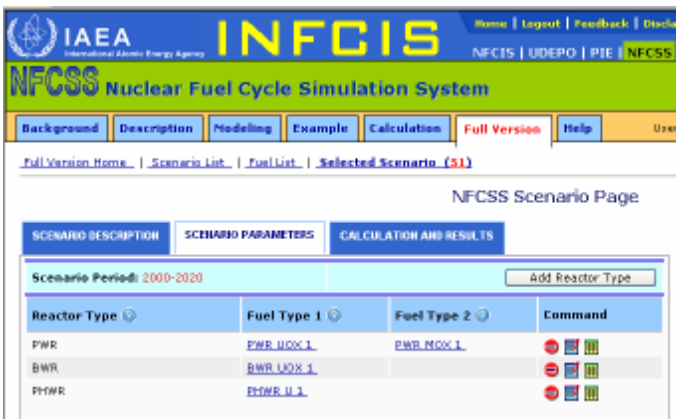 IAEA
International Atomic Energy Agency
INFCIS
Home | Logout | Feedback | Discla
NFCIS | UDEPO | PIE | NFCSS
NFCSS Nuclear Fuel Cycle Simulation System
Background Description Modeling Example Calculation Full Version Help User
Full Version Home | Scenario List | Fuel List | Selected Scenario (51)
NFCSS Scenario Page
SCENARIO DESCRIPTION SCENARIO PARAMETERS CALCULATION AND RESULTS
Scenario Period: 2000-2020 Add Reactor Type
Reactor Type Fuel Type 1 Fuel Type 2 Command
PWR PWR UOX 1 PWR MOX 1
BWR BWR UOX 1
PHWR PHWR U 1